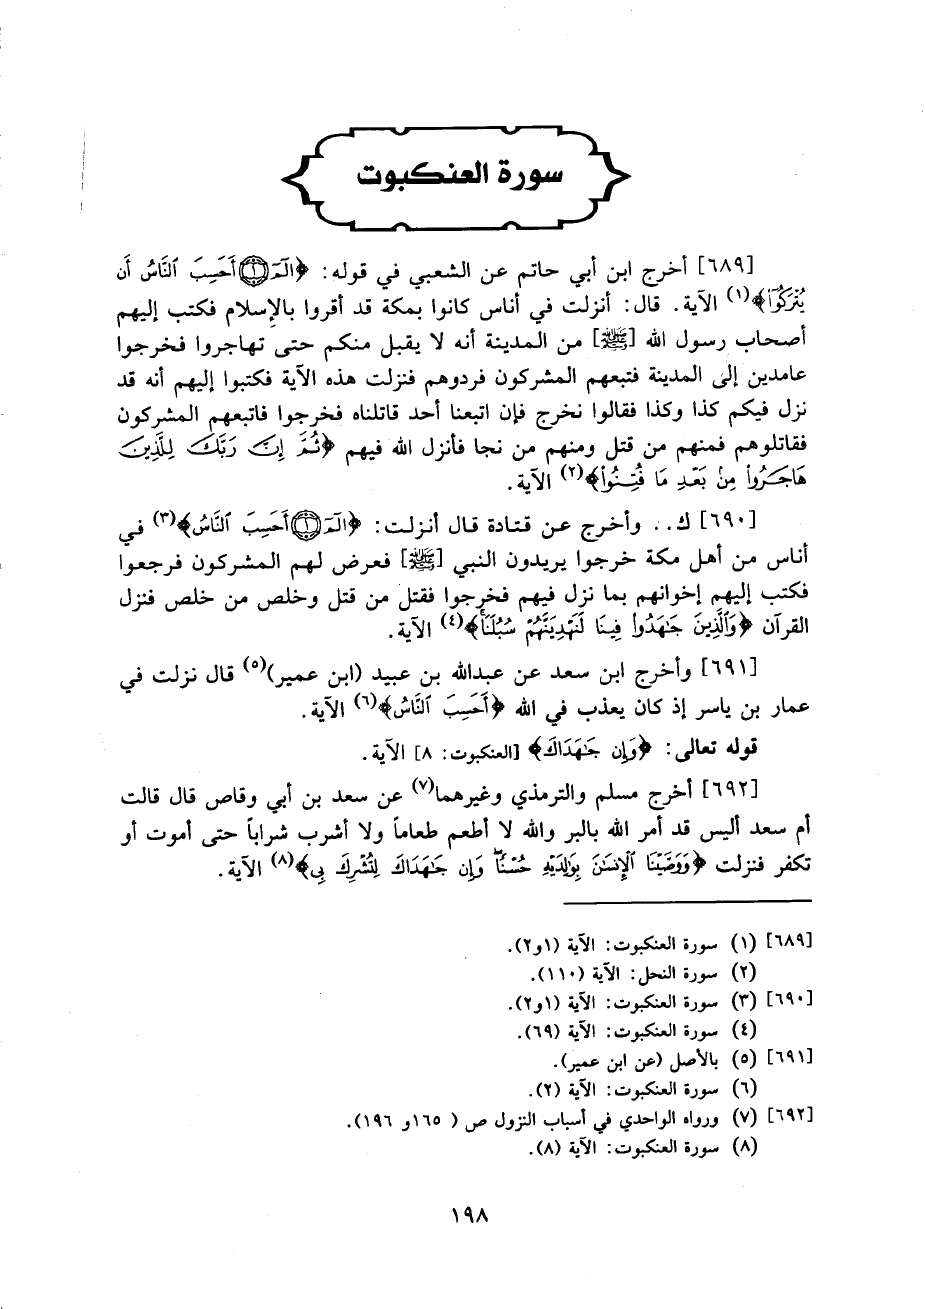 سورة العنكبوت
[٦٨٩] أخرج ابن أبي حاتم عن الشعبي في قوله: ﴿الٓمٓ ۝١ أَحَسِبَ ٱلنَّاسُ أَن
يُتْرَكُوٓا۟﴾(١) الآية. قال: أنزلت في أناس كانوا بمكة قد أقروا بالإسلام فكتب إليهم
أصحاب رسول الله [ﷺ] من المدينة أنه لا يقبل منكم حتى تهاجروا فخرجوا
عامدين إلى المدينة فتبعهم المشركون فردوهم فنزلت هذه الآية فكتبوا إليهم أنه قد
نزل فيكم كذا وكذا فقالوا نخرج فإن اتبعنا أحد قاتلناه فخرجوا فاتبعهم المشركون
فقاتلوهم فمنهم من قتل ومنهم من نجا فأنزل الله فيهم ﴿ثُمَّ إِنَّ رَبَّكَ لِلَّذِينَ
هَاجَرُوا۟ مِنۢ بَعْدِ مَا فُتِنُوا۟﴾(٢) الآية.
[٦٩٠] ك.. وأخرج عن قتادة قال أنزلت: ﴿الٓمٓ ۝١ أَحَسِبَ ٱلنَّاسُ﴾(٣) في
أناس من أهل مكة خرجوا يريدون النبي [ﷺ] فعرض لهم المشركون فرجعوا
فكتب إليهم إخوانهم بما نزل فيهم فخرجوا فقتل من قتل وخلص من خلص فنزل
القرآن ﴿وَٱلَّذِينَ جَٰهَدُوا۟ فِينَا لَنَهْدِيَنَّهُمْ سُبُلَنَا ۚ﴾(٤) الآية.
[٦٩١] وأخرج ابن سعد عن عبدالله بن عبيد (ابن عمير)(٥) قال نزلت في
عمار بن ياسر إذ كان يعذب في الله ﴿أَحَسِبَ ٱلنَّاسُ﴾(٦) الآية.
قوله تعالى: ﴿وَإِن جَٰهَدَاكَ﴾ [العنكبوت: ٨] الآية.
[٦٩٢] أخرج مسلم والترمذي وغيرهما(٧) عن سعد بن أبي وقاص قال قالت
أم سعد أليس قد أمر الله بالبر والله لا أطعم طعاماً ولا أشرب شراباً حتى أموت أو
تكفر فنزلت ﴿وَوَصَّيْنَا ٱلْإِنسَٰنَ بِوَٰلِدَيْهِ حُسْنًا ۖ وَإِن جَٰهَدَاكَ لِتُشْرِكَ بِى﴾(٨) الآية.
[٦٨٩] (١) سورة العنكبوت: الآية (١و٢).
(٢) سورة النحل: الآية (١١٠).
[٦٩٠] (٣) سورة العنكبوت: الآية (١و٢).
(٤) سورة العنكبوت: الآية (٦٩).
[٦٩١] (٥) بالأصل (عن ابن عمير).
(٦) سورة العنكبوت: الآية (٢).
[٦٩٢] (٧) ورواه الواحدي في أسباب النزول ص ( ١٦٥و ١٩٦).
(٨) سورة العنكبوت: الآية (٨).
١٩٨